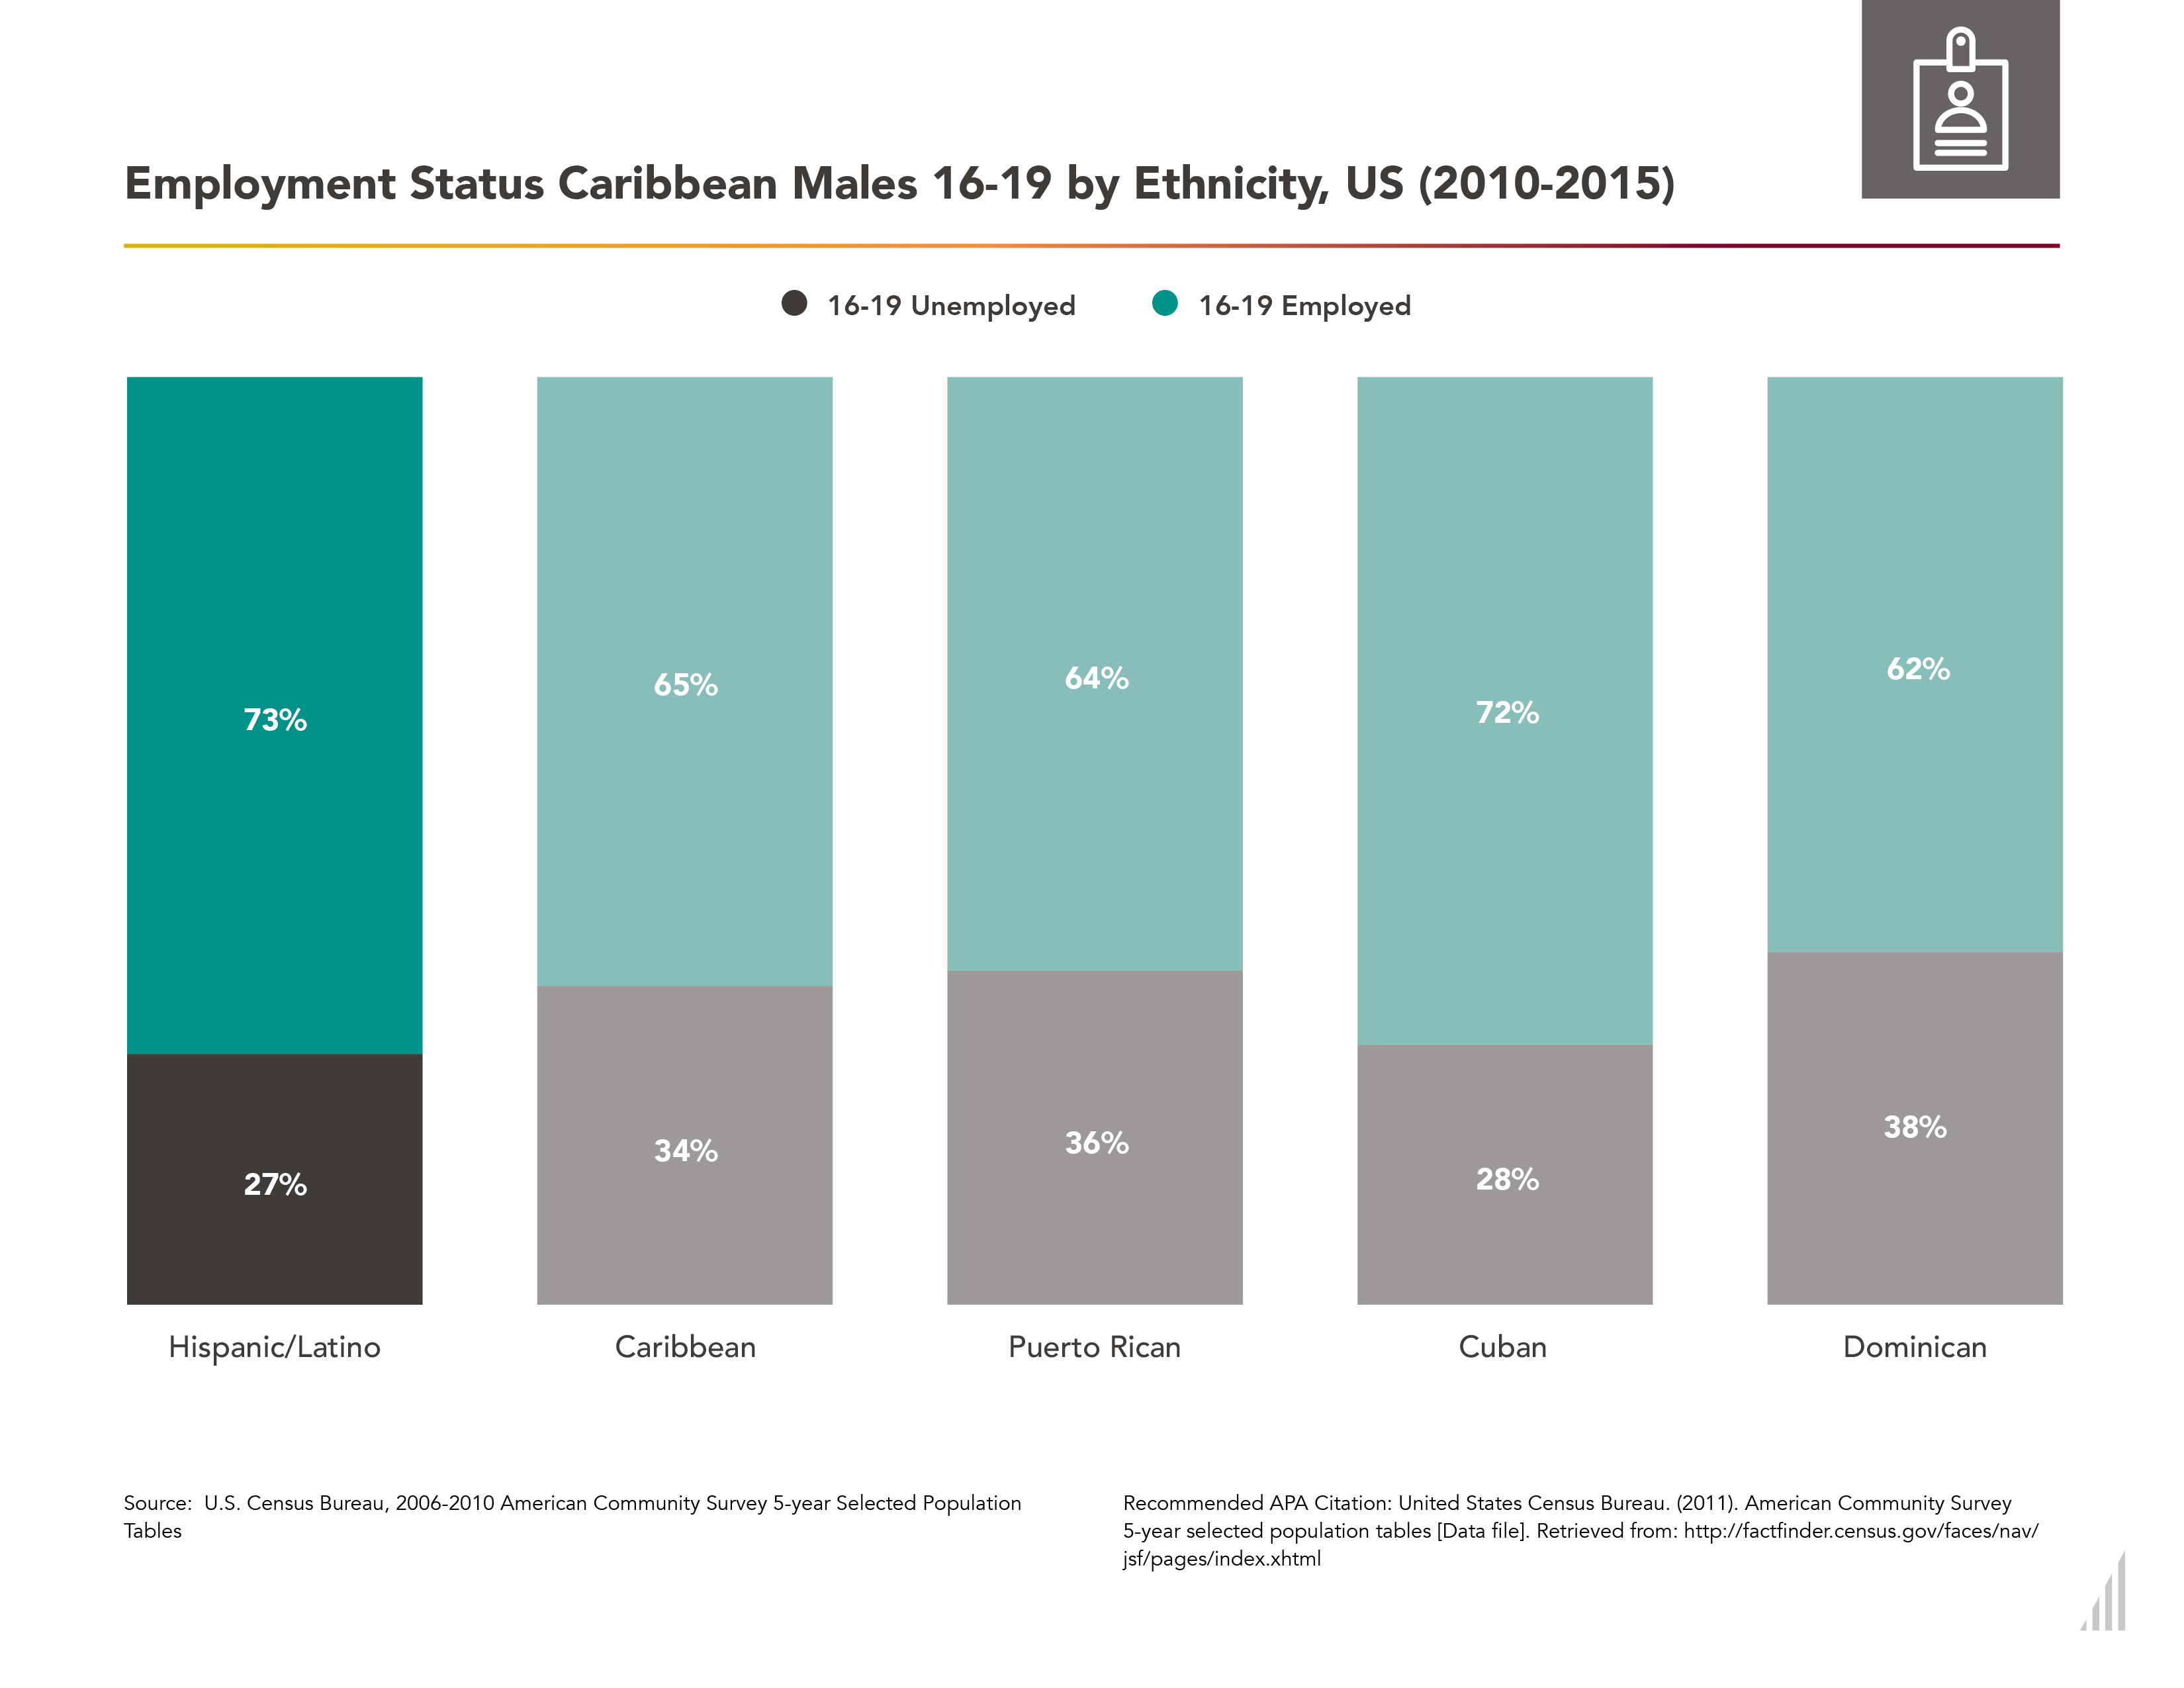 Employment Status Caribbean Males 16-19 by Ethnicity, US (2010-2015)
16-19 Unemployed
16-19 Employed
73%
65%
64%
72%
62%
27%
34%
36%
28%
38%
Hispanic/Latino
Caribbean
Puerto Rican
Cuban
Dominican
Source:  U.S. Census Bureau, 2006-2010 American Community Survey 5-year Selected Population
Tables
Recommended APA Citation: United States Census Bureau. (2011). American Community Survey
5-year selected population tables [Data file]. Retrieved from: http://factfinder.census.gov/faces/nav/
jsf/pages/index.xhtml